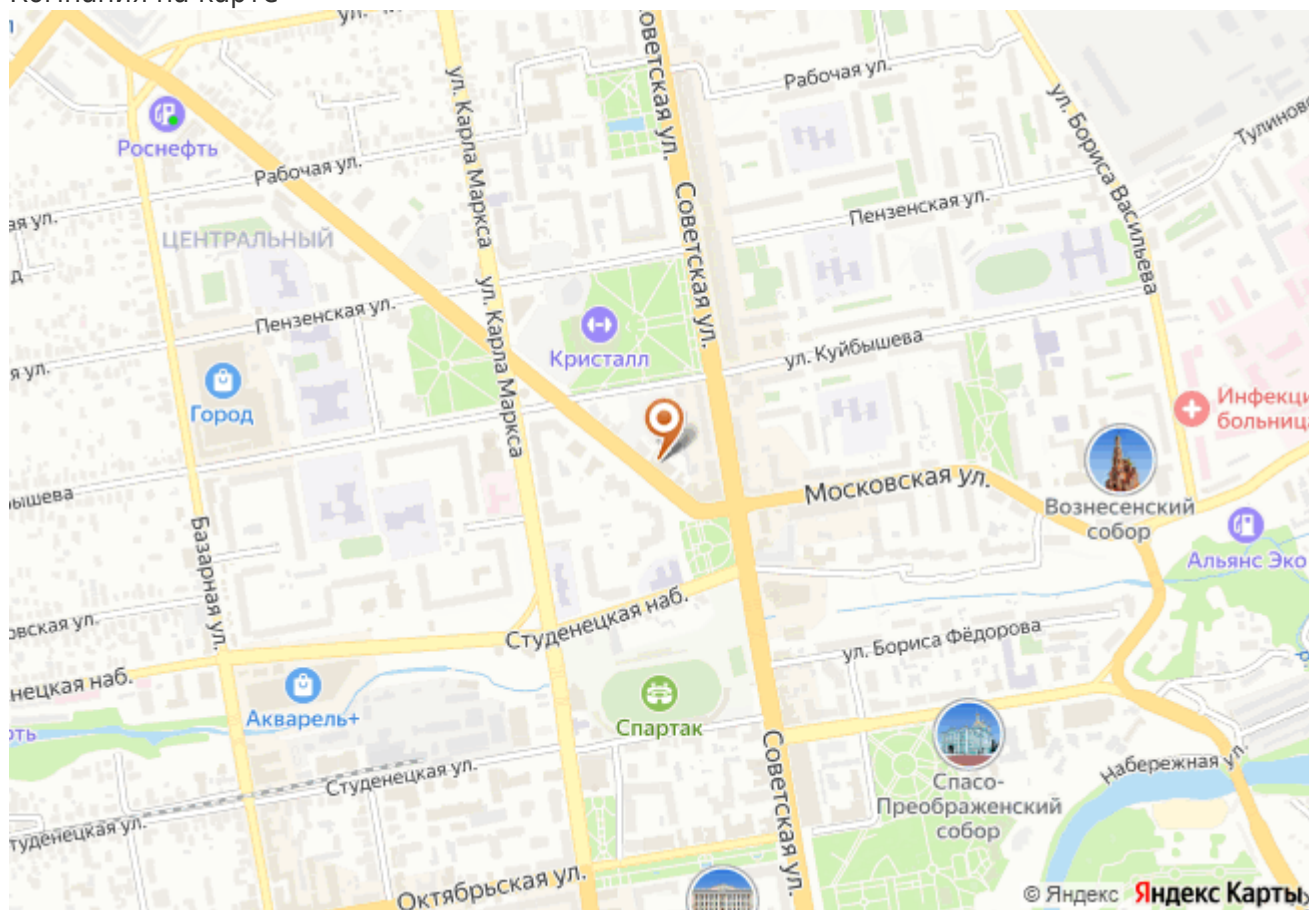 ул.
Советская ул.
Рабочая ул.
ул. Карла Маркса
ул. Бориса Васильева
Роснефть
Рабочая ул.
Советская ул.
Пензенская ул.
ЦЕНТРАЛЬНЫЙ
ул. Карла Маркса
Пензенская ул.
Кристалл
ул. Куйбышева
Город
Московская ул.
Вознесенский
собор
Базарная ул.
Альянс Эко
Студенецкая наб.
ул. Бориса Фёдорова
Акварель+
Спартак
Советская ул.
Студенецкая ул.
Набережная ул.
Спасо-
Преображенский
собор
Октябрьская ул.
© Яндекс Яндекс Карты